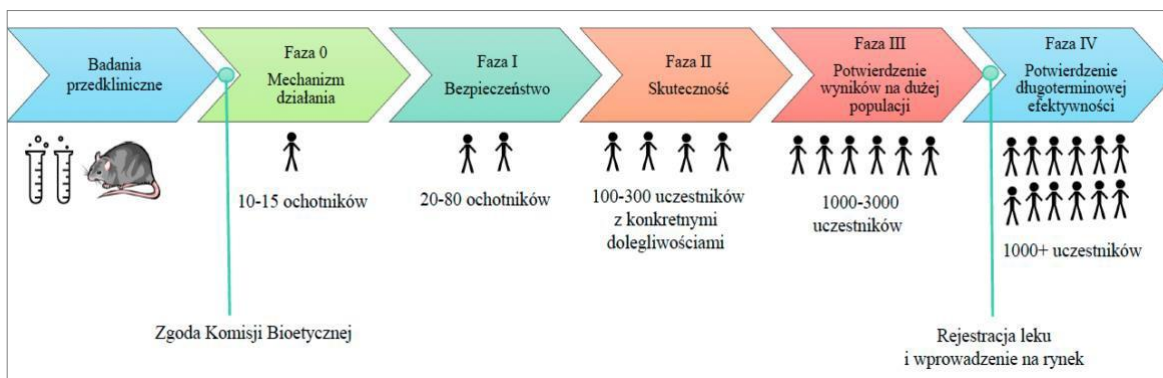 Badania
przedkliniczne
Faza 0
Mechanizm
działania
Faza I
Bezpieczeństwo
Faza II
Skuteczność
Faza III
Potwierdzenie
wyników na dużej
populacji
Faza IV
Potwierdzenie
długoterminowej
efektywności
10-15 ochotników
20-80 ochotników
100-300 uczestników
z konkretnymi
dolegliwościami
1000-3000
uczestników
1000+ uczestników
Zgoda Komisji Bioetycznej
Rejestracja leku
i wprowadzenie na rynek